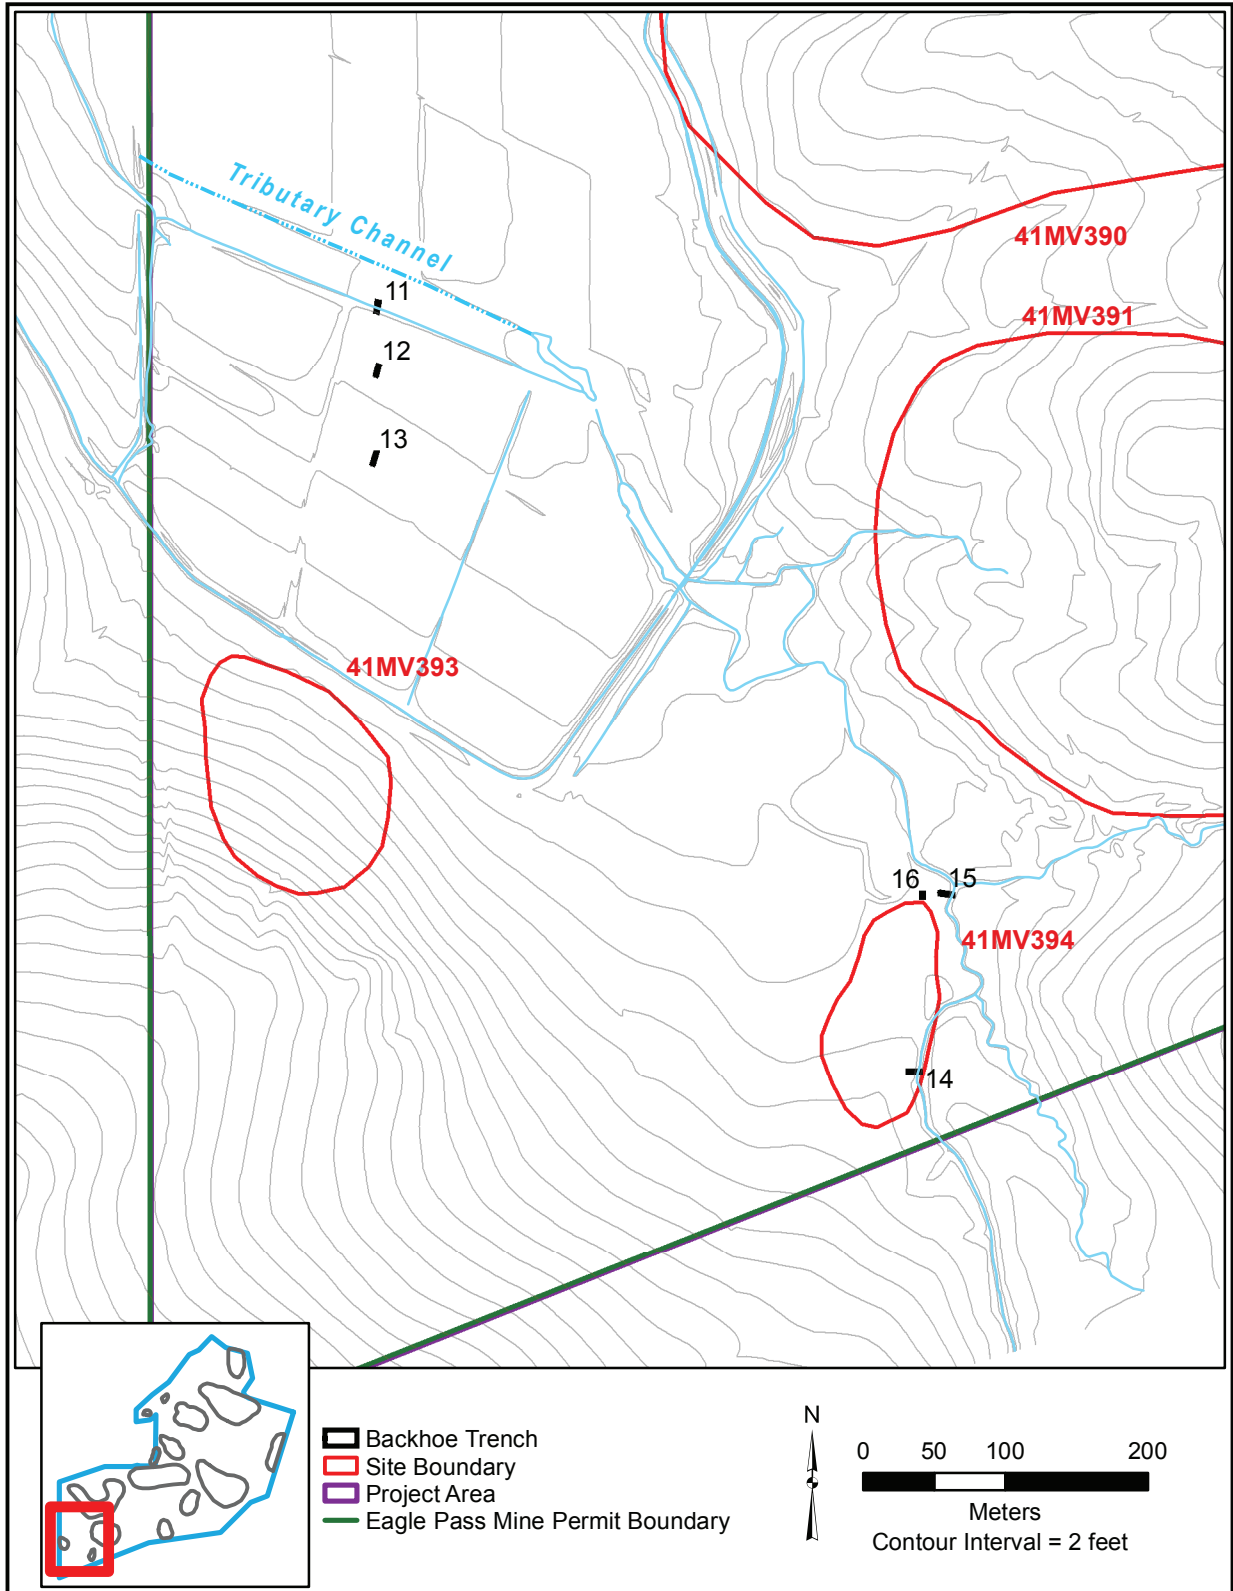 Tributary Channel
41MV390
11
41MV391
12
13
41MV393
16
15
41MV394
14
Backhoe Trench
Site Boundary
Project Area
Eagle Pass Mine Permit Boundary
N
0 50 100 200
Meters
Contour Interval = 2 feet